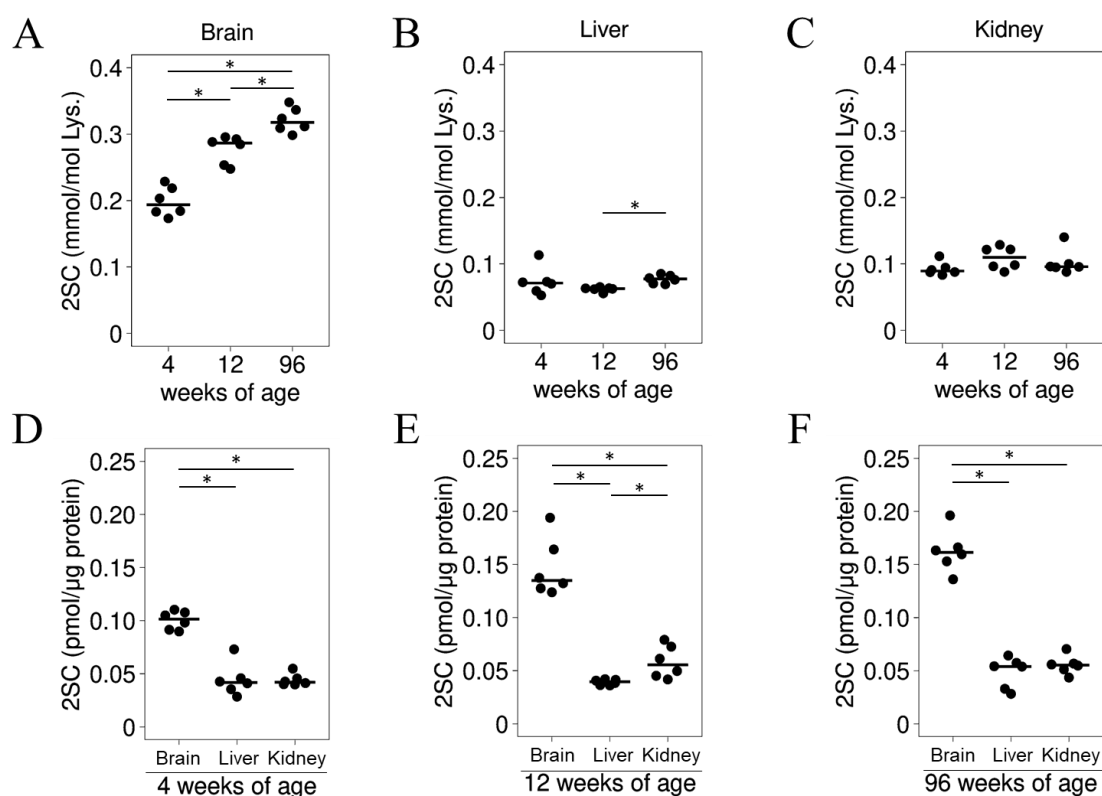 A
Brain
2SC (mmol/mol Lys.)
0.4
0.3
0.2
0.1
0
* * *
4 12 96
weeks of age
B
Liver
2SC (mmol/mol Lys.)
0.4
0.3
0.2
0.1
0
*
4 12 96
weeks of age
C
Kidney
2SC (mmol/mol Lys.)
0.4
0.3
0.2
0.1
0
4 12 96
weeks of age
D
2SC (pmol/µg protein)
0.25
0.20
0.15
0.10
0.05
0
*
*
Brain Liver Kidney
4 weeks of age
E
2SC (pmol/µg protein)
0.25
0.20
0.15
0.10
0.05
0
*
*
*
Brain Liver Kidney
12 weeks of age
F
2SC (pmol/µg protein)
0.25
0.20
0.15
0.10
0.05
0
*
*
Brain Liver Kidney
96 weeks of age